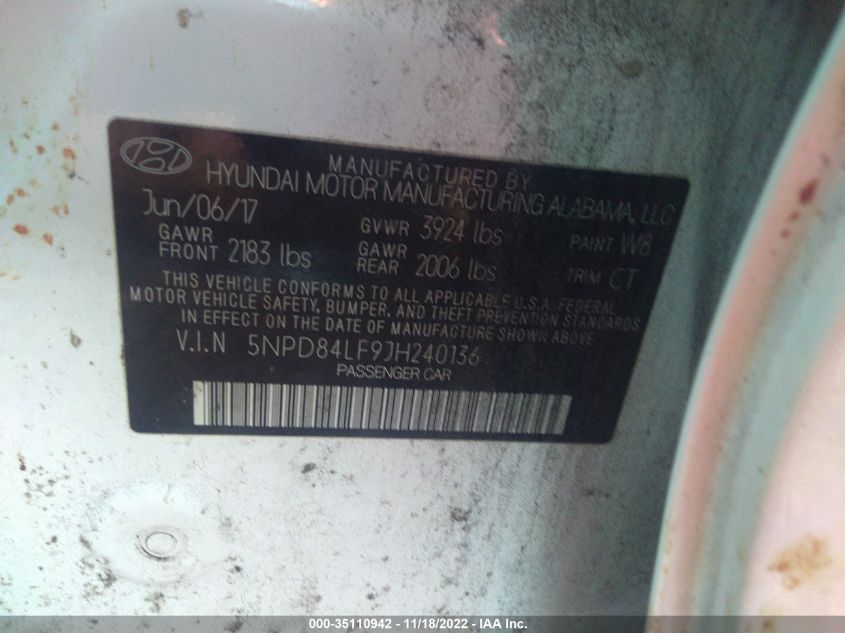 MANUFACTURED BY
HYUNDAI MOTOR MANUFACTURING ALABAMA, LLC
Jun/06/17 GVWR 3924 lbs PAINT W8
GAWR FRONT 2183 lbs GAWR REAR 2006 lbs TRIM CT
THIS VEHICLE CONFORMS TO ALL APPLICABLE U.S.A. FEDERAL
MOTOR VEHICLE SAFETY, BUMPER, AND THEFT PREVENTION STANDARDS
IN EFFECT ON THE DATE OF MANUFACTURE SHOWN ABOVE
V.I.N 5NPD84LF9JH240136
PASSENGER CAR
000-35110942 - 11/18/2022 - IAA Inc.